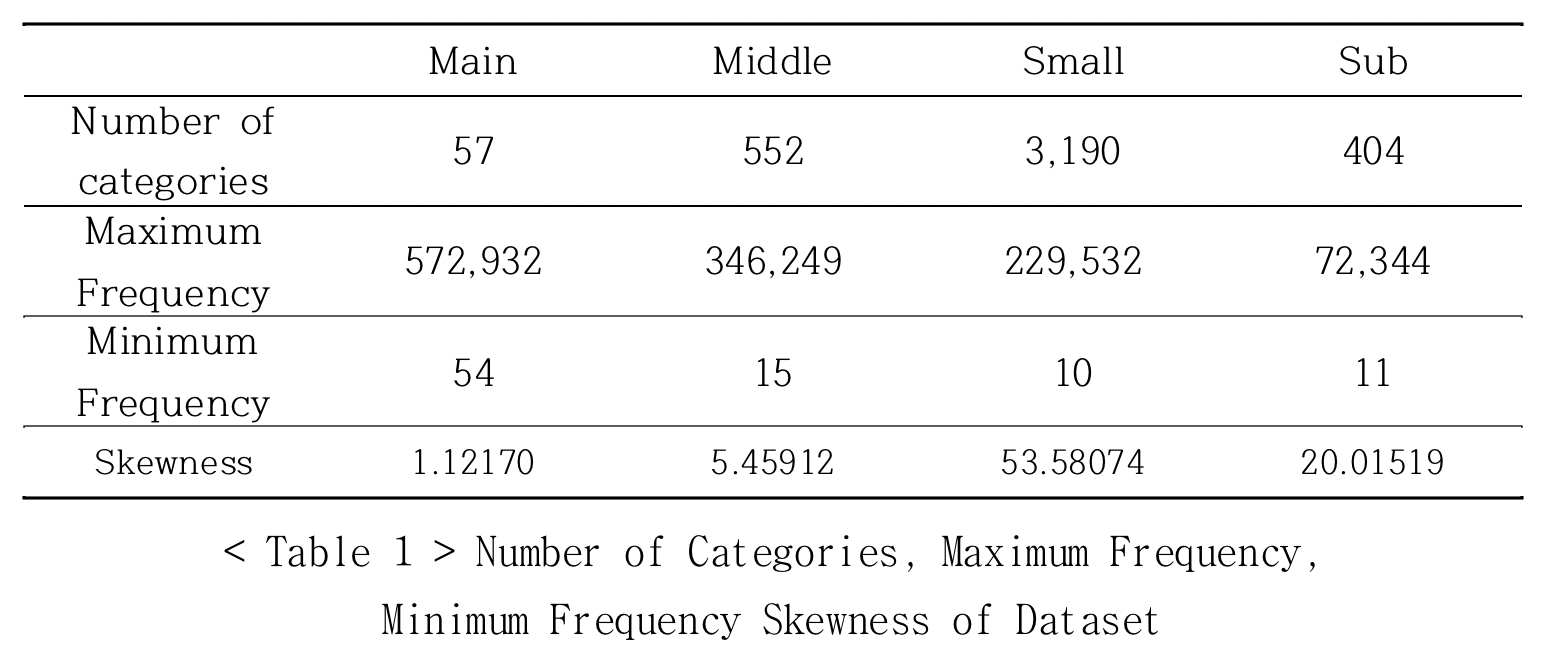 Main Middle Small Sub
Number of
categories
57 552 3,190 404
Maximum
Frequency
572,932 346,249 229,532 72,344
Minimum
Frequency
54 15 10 11
Skewness 1.12170 5.45912 53.58074 20.01519
< Table 1 > Number of Categories, Maximum Frequency,
Minimum Frequency Skewness of Dataset